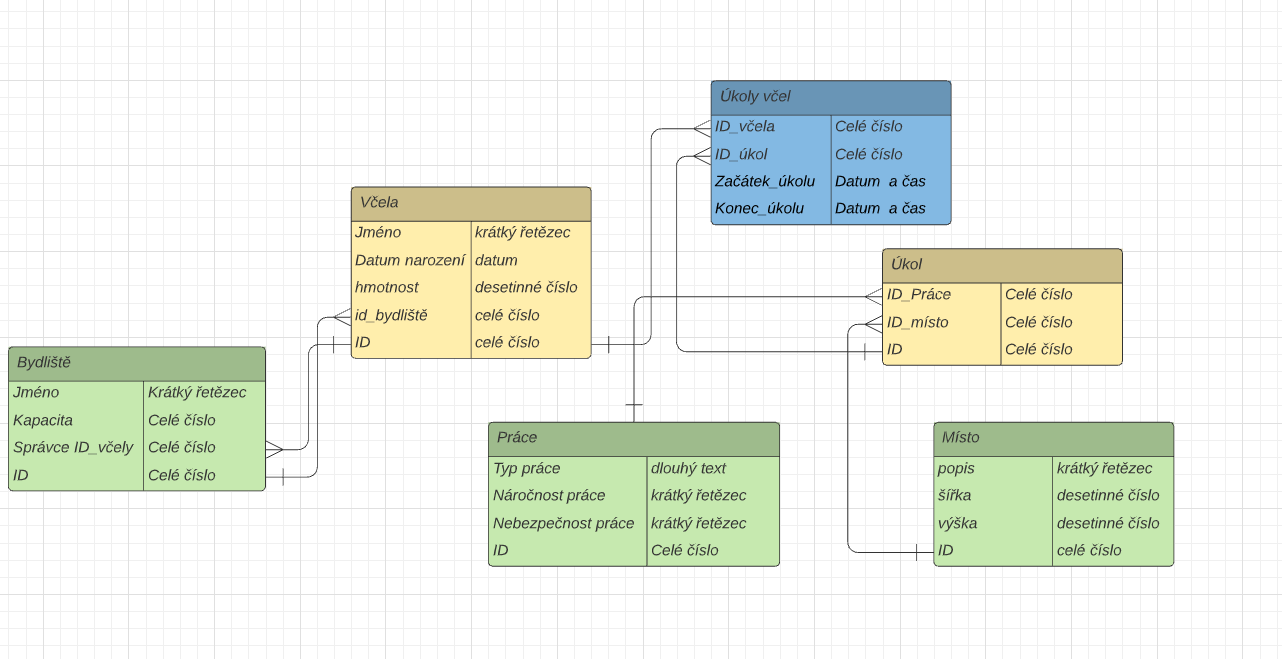 Úkoly včel
ID_včela Celé číslo
ID_úkol Celé číslo
Začátek_úkolu Datum a čas
Konec_úkolu Datum a čas
Včela
Jméno krátký řetězec
Datum narození datum
hmotnost desetinné číslo
id_bydliště celé číslo
ID celé číslo
Úkol
ID_Práce Celé číslo
ID_místo Celé číslo
ID Celé číslo
Bydliště
Jméno Krátký řetězec
Kapacita Celé číslo
Správce ID_včely Celé číslo
ID Celé číslo
Práce
Typ práce dlouhý text
Náročnost práce krátký řetězec
Nebezpečnost práce krátký řetězec
ID Celé číslo
Místo
popis krátký řetězec
šířka desetinné číslo
výška desetinné číslo
ID celé číslo